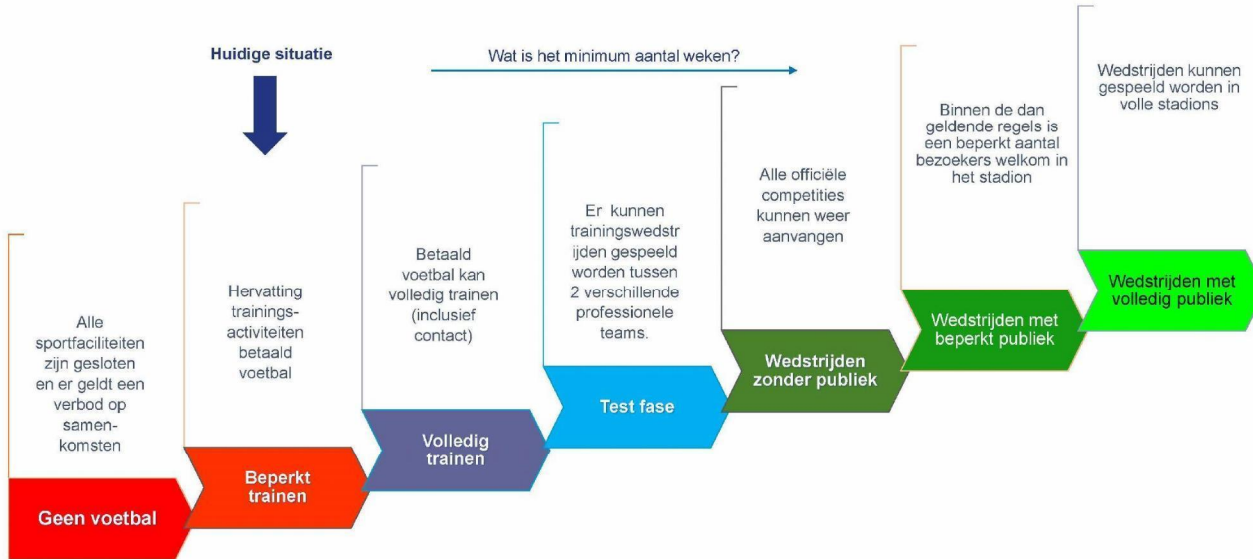 Huidige situatie
Wat is het minimum aantal weken?
Alle
sportfaciliteiten
zijn gesloten
en er geldt een
verbod op
samen-
komsten
Geen voetbal
Hervatting
trainings-
activiteiten
betaald
voetbal
Beperkt
trainen
Betaald
voetbal kan
volledig trainen
(inclusief
contact)
Volledig
trainen
Er kunnen
trainingswedstr
ijden gespeeld
worden tussen
2 verschillende
professionele
teams.
Test fase
Alle officiële
competities
kunnen weer
aanvangen
Wedstrijden
zonder publiek
Binnen de dan
geldende regels is
een beperkt aantal
bezoekers welkom in
het stadion
Wedstrijden met
beperkt publiek
Wedstrijden kunnen
gespeeld worden in
volle stadions
Wedstrijden met
volledig publiek